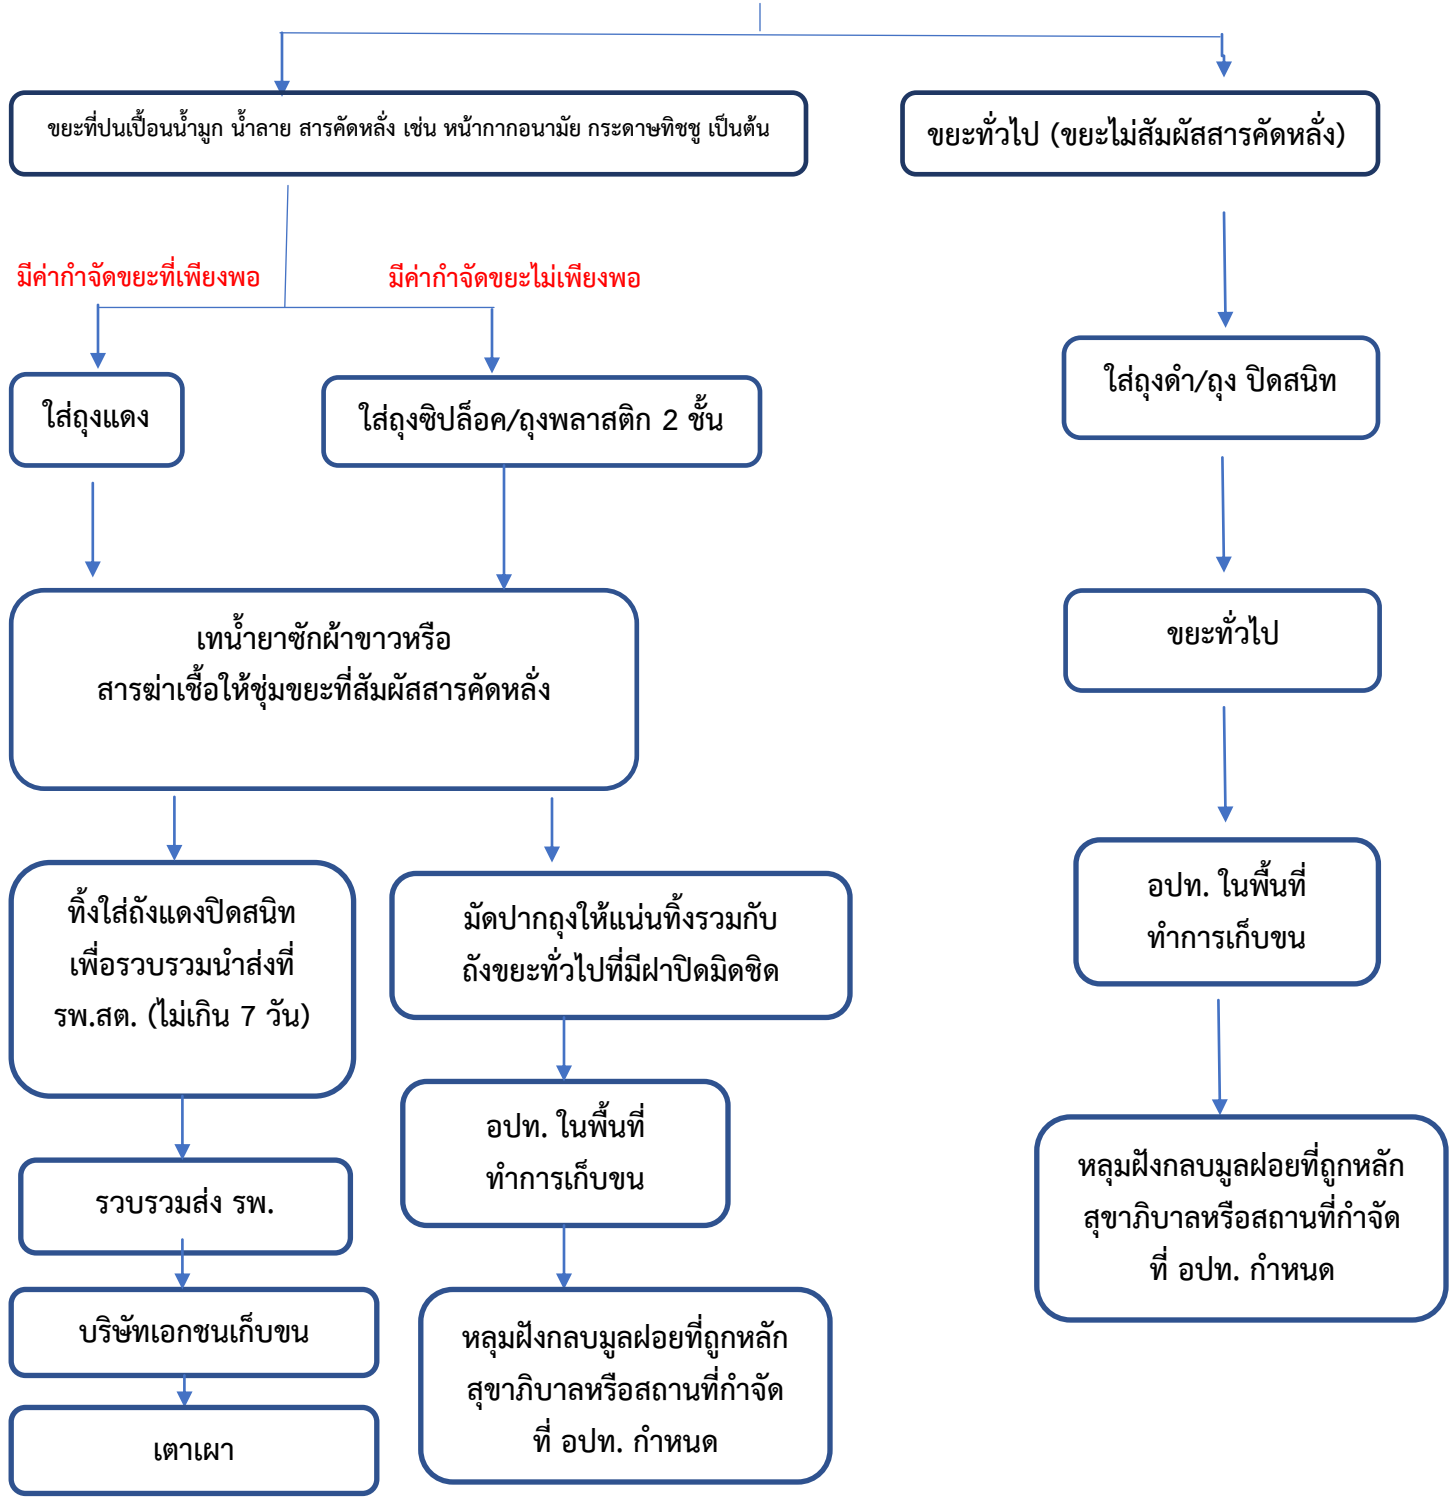 ขยะที่ปนเปื้อนน้ำมูก น้ำลาย สารคัดหลั่ง เช่น หน้ากากอนามัย กระดาษทิชชู เป็นต้น
ขยะทั่วไป (ขยะไม่สัมผัสสารคัดหลั่ง)
มีค่ากำจัดขยะที่เพียงพอ
มีค่ากำจัดขยะไม่เพียงพอ
ใส่ถุงแดง
ใส่ถุงซิปล็อค/ถุงพลาสติก 2 ชั้น
ใส่ถุงดำ/ถุง ปิดสนิท
เทน้ำยาซักผ้าขาวหรือ
สารฆ่าเชื้อให้ชุ่มขยะที่สัมผัสสารคัดหลั่ง
ขยะทั่วไป
ทิ้งใส่ถังแดงปิดสนิท
เพื่อรวบรวมนำส่งที่
รพ.สต. (ไม่เกิน 7 วัน)
มัดปากถุงให้แน่นทิ้งรวมกับ
ถังขยะทั่วไปที่มีฝาปิดมิดชิด
อปท. ในพื้นที่
ทำการเก็บขน
รวบรวมส่ง รพ.
อปท. ในพื้นที่
ทำการเก็บขน
หลุมฝังกลบมูลฝอยที่ถูกหลัก
สุขาภิบาลหรือสถานที่กำจัด
ที่ อปท. กำหนด
บริษัทเอกชนเก็บขน
หลุมฝังกลบมูลฝอยที่ถูกหลัก
สุขาภิบาลหรือสถานที่กำจัด
ที่ อปท. กำหนด
เตาเผา